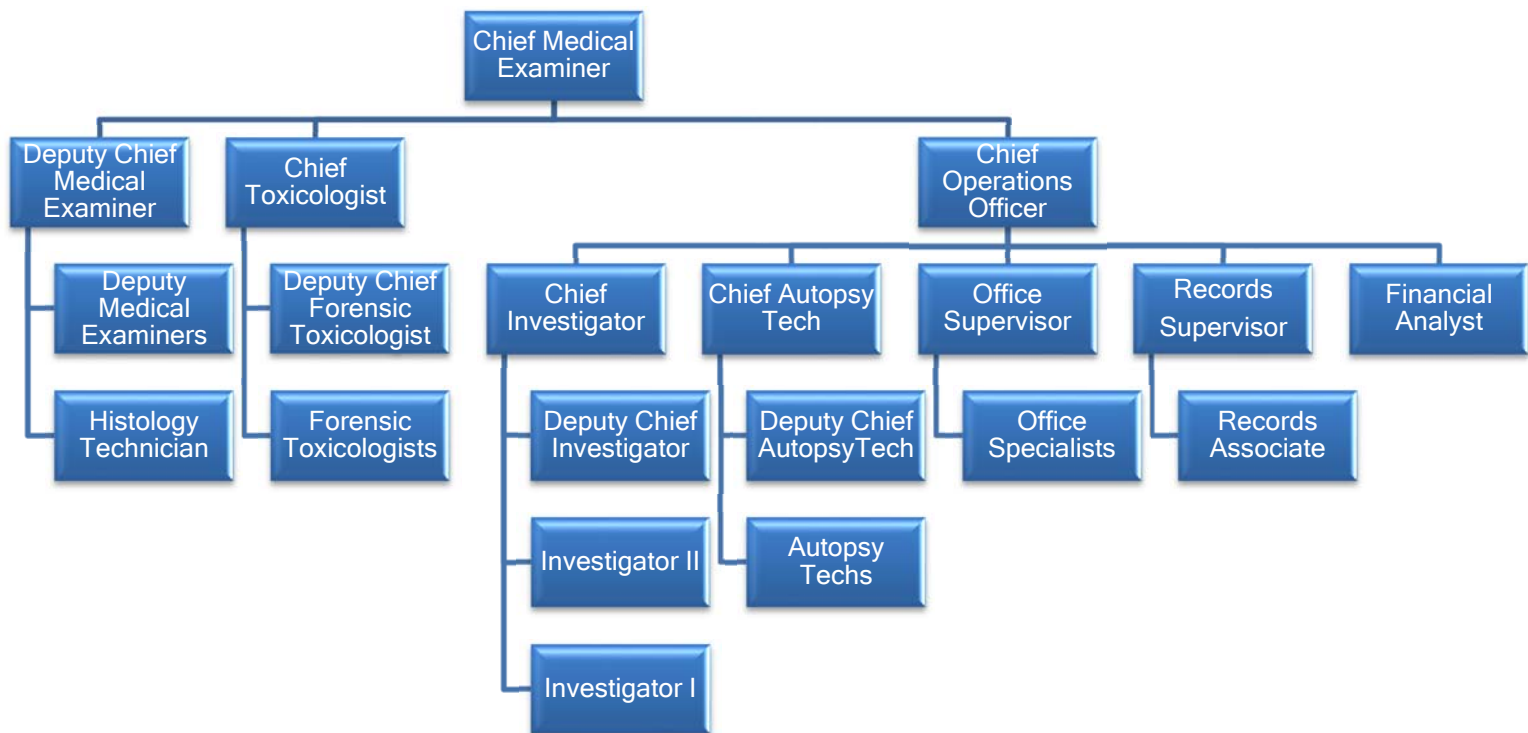 Chief Medical
Examiner
Deputy Chief
Medical
Examiner
Chief
Toxicologist
Chief
Operations
Officer
Deputy
Medical
Examiners
Deputy Chief
Forensic
Toxicologist
Chief
Investigator
Chief Autopsy
Tech
Office
Supervisor
Records
Supervisor
Financial
Analyst
Histology
Technician
Forensic
Toxicologists
Deputy Chief
Investigator
Deputy Chief
AutopsyTech
Office
Specialists
Records
Associate
Investigator II
Autopsy
Techs
Investigator I